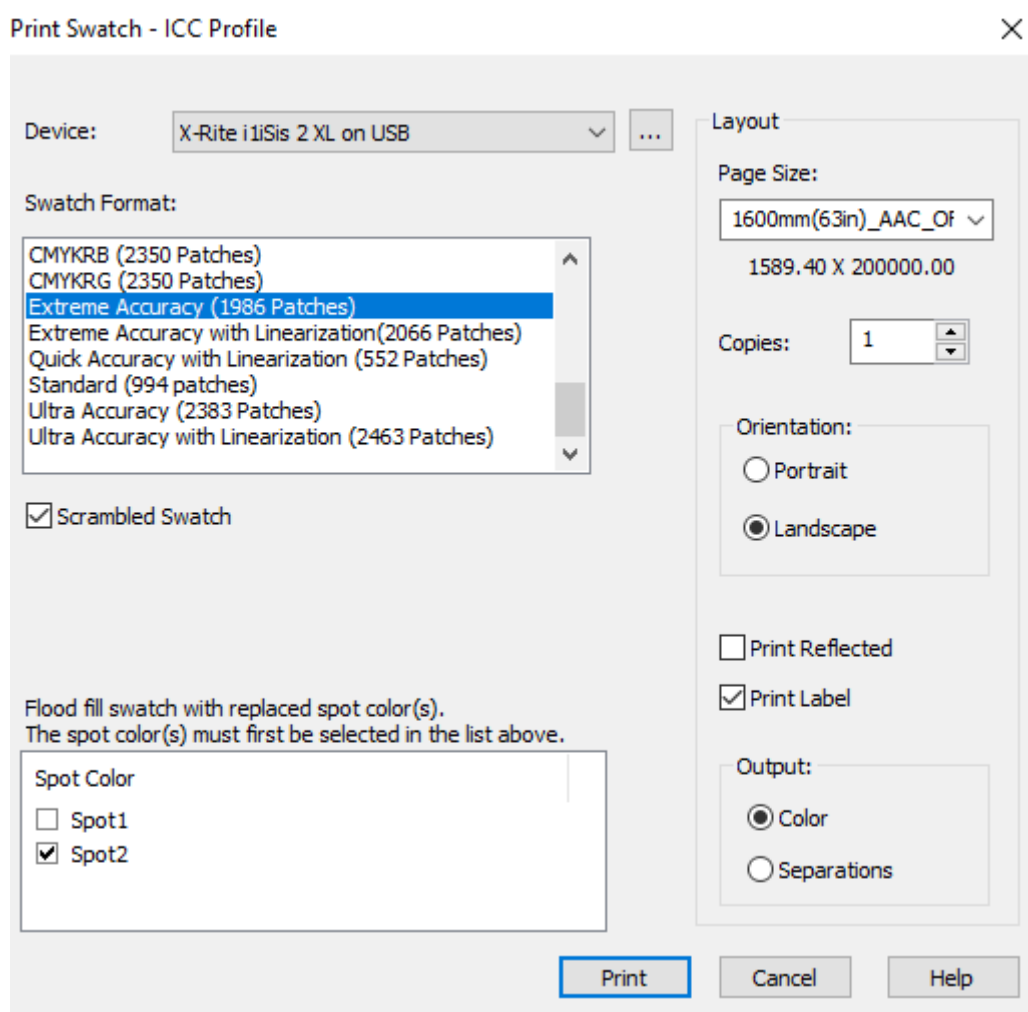 Print Swatch - ICC Profile
Device:
X-Rite i1iSis 2 XL on USB
...
Swatch Format:
CMYKRB (2350 Patches)
CMYKRG (2350 Patches)
Extreme Accuracy (1986 Patches)
Extreme Accuracy with Linearization(2066 Patches)
Quick Accuracy with Linearization (552 Patches)
Standard (994 patches)
Ultra Accuracy (2383 Patches)
Ultra Accuracy with Linearization (2463 Patches)
Scrambled Swatch
Flood fill swatch with replaced spot color(s).
The spot color(s) must first be selected in the list above.
Spot Color
Spot1
Spot2
Layout
Page Size:
1600mm(63in)_AAC_OF
1589.40 X 200000.00
Copies:
1
Orientation:
Portrait
Landscape
Print Reflected
Print Label
Output:
Color
Separations
Print
Cancel
Help